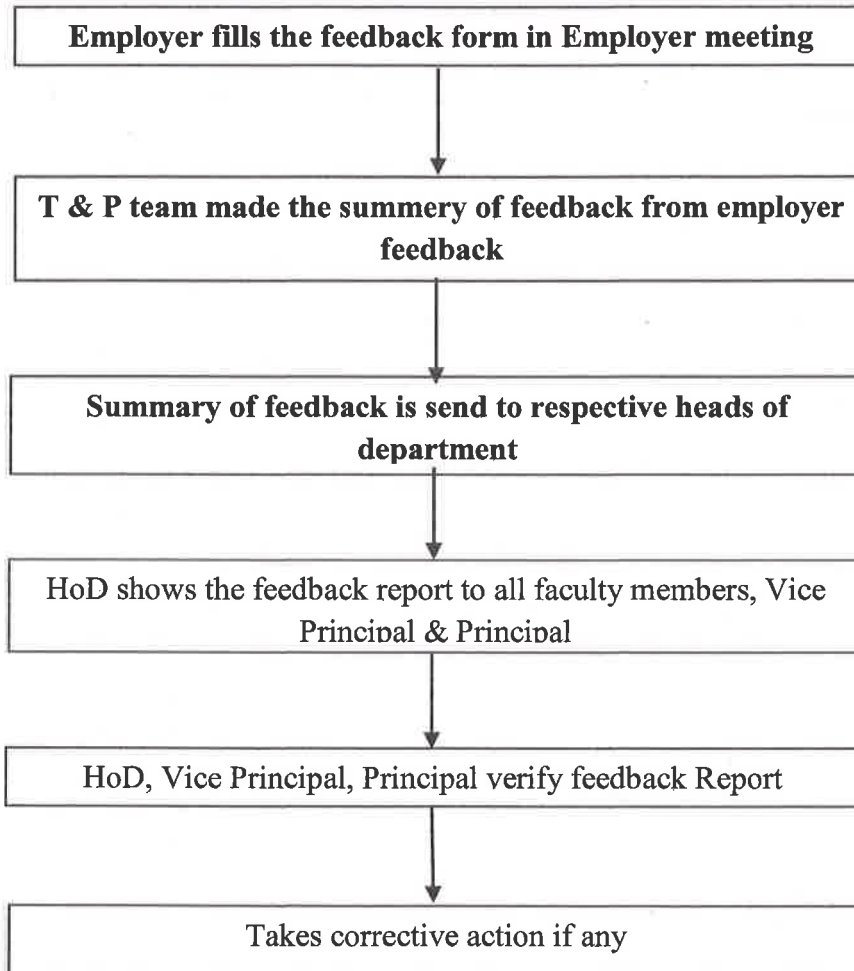 Employer fills the feedback form in Employer meeting
T & P team made the summery of feedback from employer
feedback
Summary of feedback is send to respective heads of
department
HoD shows the feedback report to all faculty members, Vice
Principal & Principal
HoD, Vice Principal, Principal verify feedback Report
Takes corrective action if any